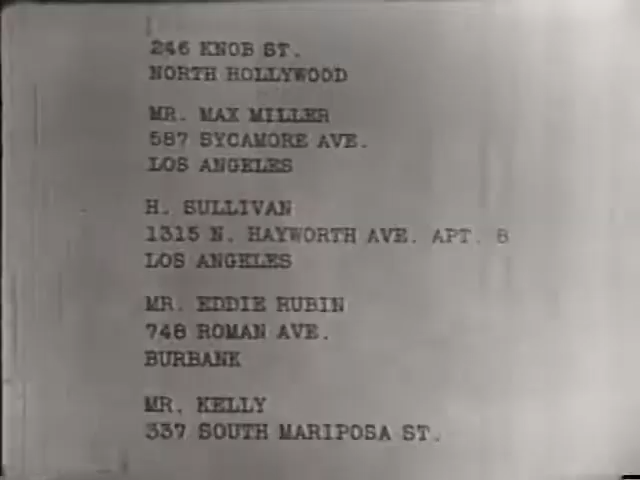 246 KNOB ST.
NORTH HOLLYWOOD
MR. MAX MILLER
587 SYCAMORE AVE.
LOS ANGELES
H. SULLIVAN
1315 N. HAYWORTH AVE. APT. 8
LOS ANGELES
MR. EDDIE RUBIN
748 ROMAN AVE.
BURBANK
MR. KELLY
337 SOUTH MARIPOSA ST.